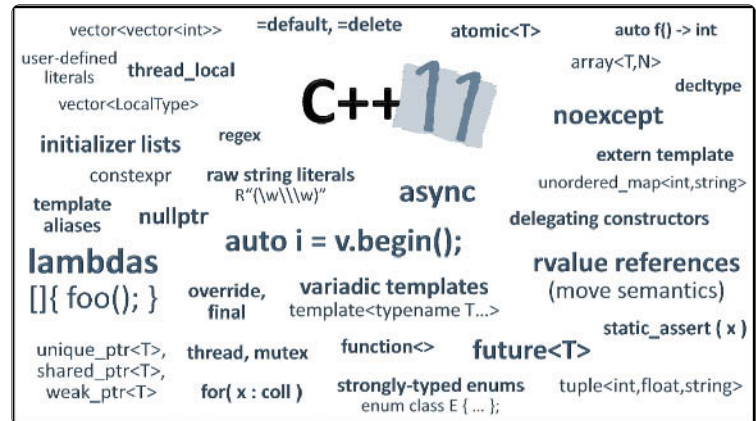 vector<vector<int>>
=default, =delete
atomic<T>
auto f() -> int
user-defined
literals
thread_local
C++11
array<T,N>
vector<LocalType>
decltype
noexcept
initializer lists
regex
extern template
constexpr
raw string literals
R"(\w\\\w)"
async
unordered_map<int,string>
template
aliases
nullptr
delegating constructors
auto i = v.begin();
lambdas
[]{ foo(); }
rvalue references
(move semantics)
override,
final
variadic templates
template<typename T...>
static_assert ( x )
unique_ptr<T>,
shared_ptr<T>,
weak_ptr<T>
thread, mutex
function<>
future<T>
for( x : coll )
strongly-typed enums
enum class E { ... };
tuple<int,float,string>